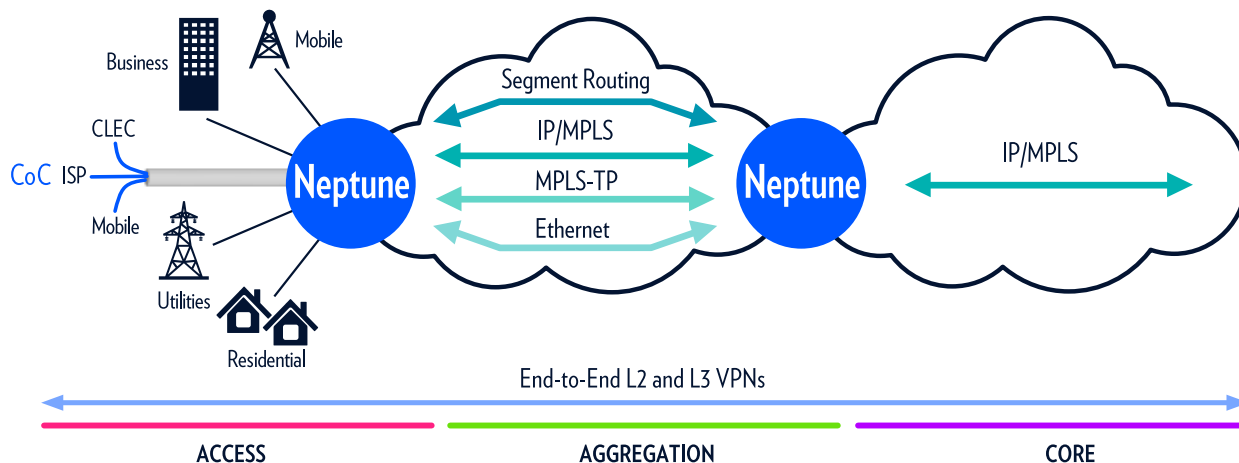 Mobile
Business
CLEC
CoC ISP
Mobile
Utilities
Residential
Neptune
Segment Routing
IP/MPLS
MPLS-TP
Ethernet
Neptune
IP/MPLS
End-to-End L2 and L3 VPNs
ACCESS
AGGREGATION
CORE